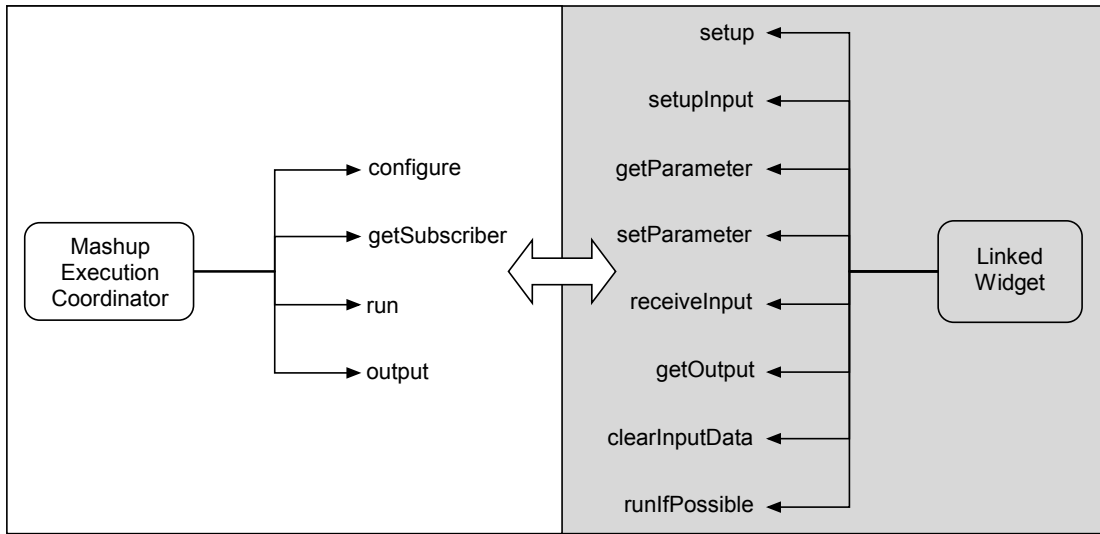 Mashup
Execution
Coordinator
configure
getSubscriber
run
output
setup
setupInput
getParameter
setParameter
receiveInput
getOutput
clearInputData
runIfPossible
Linked
Widget